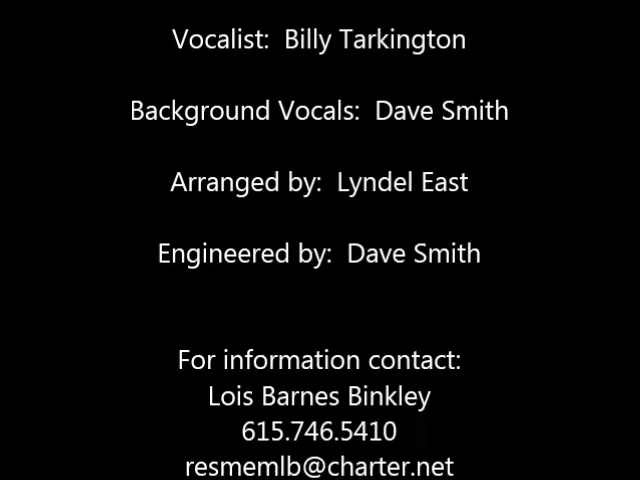 Vocalist:  Billy Tarkington
Background Vocals:  Dave Smith
Arranged by:  Lyndel East
Engineered by:  Dave Smith
For information contact:
Lois Barnes Binkley
615.746.5410
resmemlb@charter.net